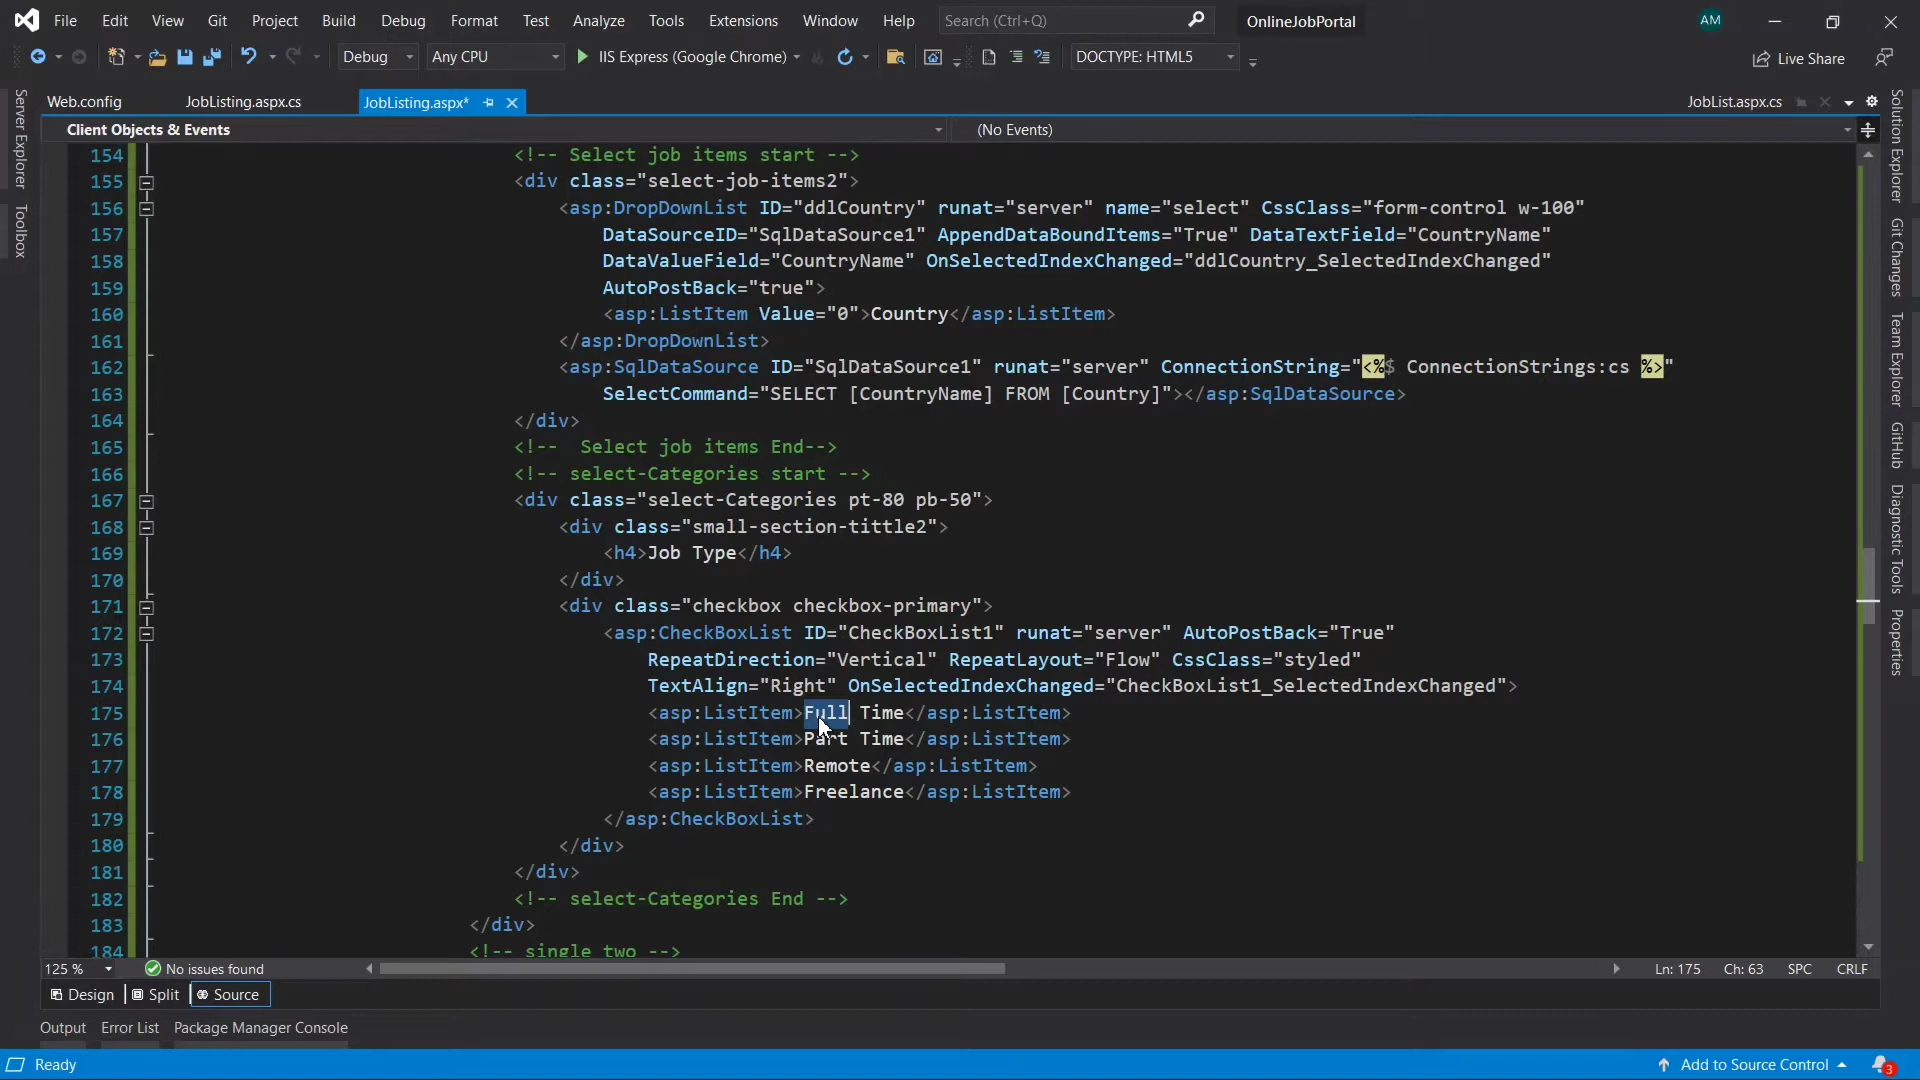 File Edit View Git Project Build Debug Format Test Analyze Tools Extensions Window Help Search (Ctrl+Q) OnlineJobPortal AM
Debug Any CPU IIS Express (Google Chrome) DOCTYPE: HTML5 Live Share
Web.config JobListing.aspx.cs JobListing.aspx* JobList.aspx.cs
Client Objects & Events (No Events)
Server Explorer
Toolbox
154 <!-- Select job items start -->
155 <div class="select-job-items2">
156 <asp:DropDownList ID="ddlCountry" runat="server" name="select" CssClass="form-control w-100"
157 DataSourceID="SqlDataSource1" AppendDataBoundItems="True" DataTextField="CountryName"
158 DataValueField="CountryName" OnSelectedIndexChanged="ddlCountry_SelectedIndexChanged"
159 AutoPostBack="true">
160 <asp:ListItem Value="0">Country</asp:ListItem>
161 </asp:DropDownList>
162 <asp:SqlDataSource ID="SqlDataSource1" runat="server" ConnectionString="<%$ ConnectionStrings:cs %>"
163 SelectCommand="SELECT [CountryName] FROM [Country]"></asp:SqlDataSource>
164 </div>
165 <!--  Select job items End-->
166 <!-- select-Categories start -->
167 <div class="select-Categories pt-80 pb-50">
168 <div class="small-section-tittle2">
169 <h4>Job Type</h4>
170 </div>
171 <div class="checkbox checkbox-primary">
172 <asp:CheckBoxList ID="CheckBoxList1" runat="server" AutoPostBack="True"
173 RepeatDirection="Vertical" RepeatLayout="Flow" CssClass="styled"
174 TextAlign="Right" OnSelectedIndexChanged="CheckBoxList1_SelectedIndexChanged">
175 <asp:ListItem>Full Time</asp:ListItem>
176 <asp:ListItem>Part Time</asp:ListItem>
177 <asp:ListItem>Remote</asp:ListItem>
178 <asp:ListItem>Freelance</asp:ListItem>
179 </asp:CheckBoxList>
180 </div>
181 </div>
182 <!-- select-Categories End -->
183 </div>
184 <!-- single two -->
Solution Explorer
Git Changes
Team Explorer
GitHub
Diagnostic Tools
Properties
125 % No issues found Ln: 175 Ch: 63 SPC CRLF
Design Split Source
Output Error List Package Manager Console
Ready Add to Source Control 3